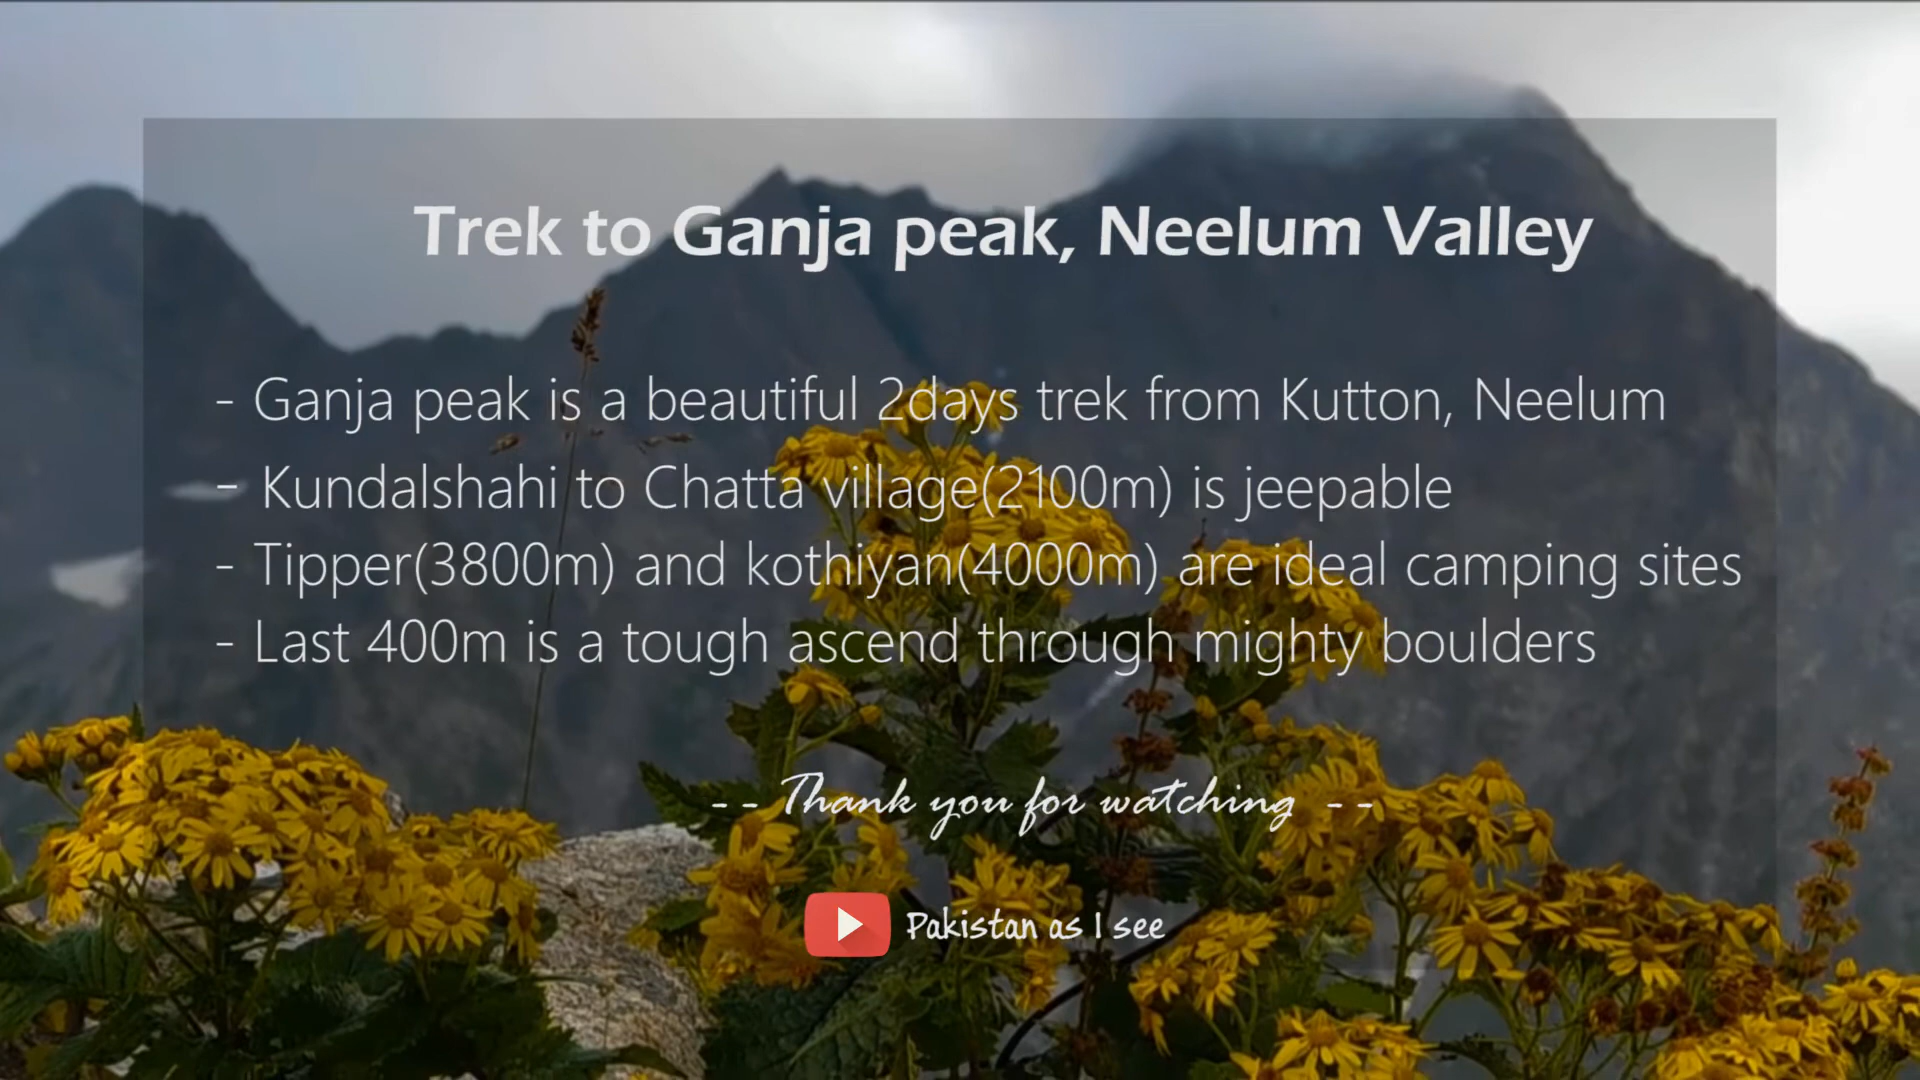 Trek to Ganja peak, Neelum Valley
- Ganja peak is a beautiful 2days trek from Kutton, Neelum
- Kundalshahi to Chatta village(2100m) is jeepable
- Tipper(3800m) and kothiyan(4000m) are ideal camping sites
- Last 400m is a tough ascend through mighty boulders
-- Thank you for watching --
Pakistan as I see